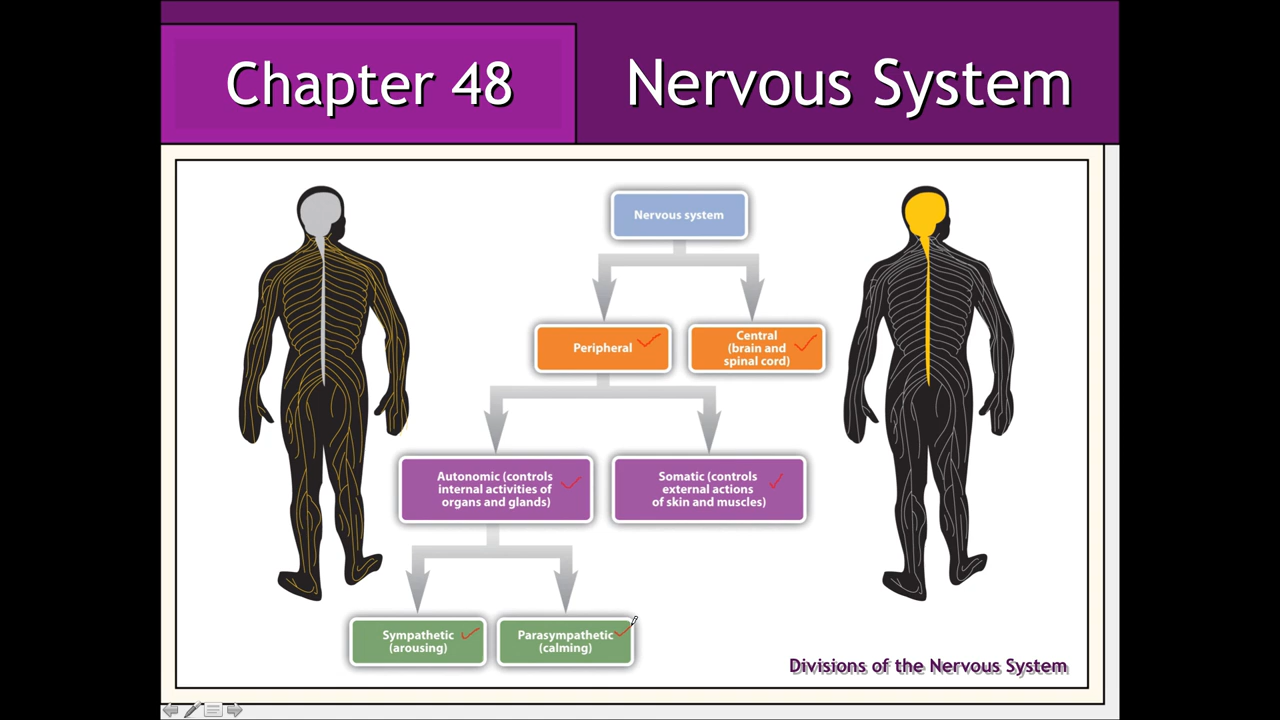 Chapter 48
Nervous System
Nervous system
Peripheral
Central
(brain and
spinal cord)
Autonomic (controls
internal activities of
organs and glands)
Somatic (controls
external actions
of skin and muscles)
Sympathetic
(arousing)
Parasympathetic
(calming)
Divisions of the Nervous System